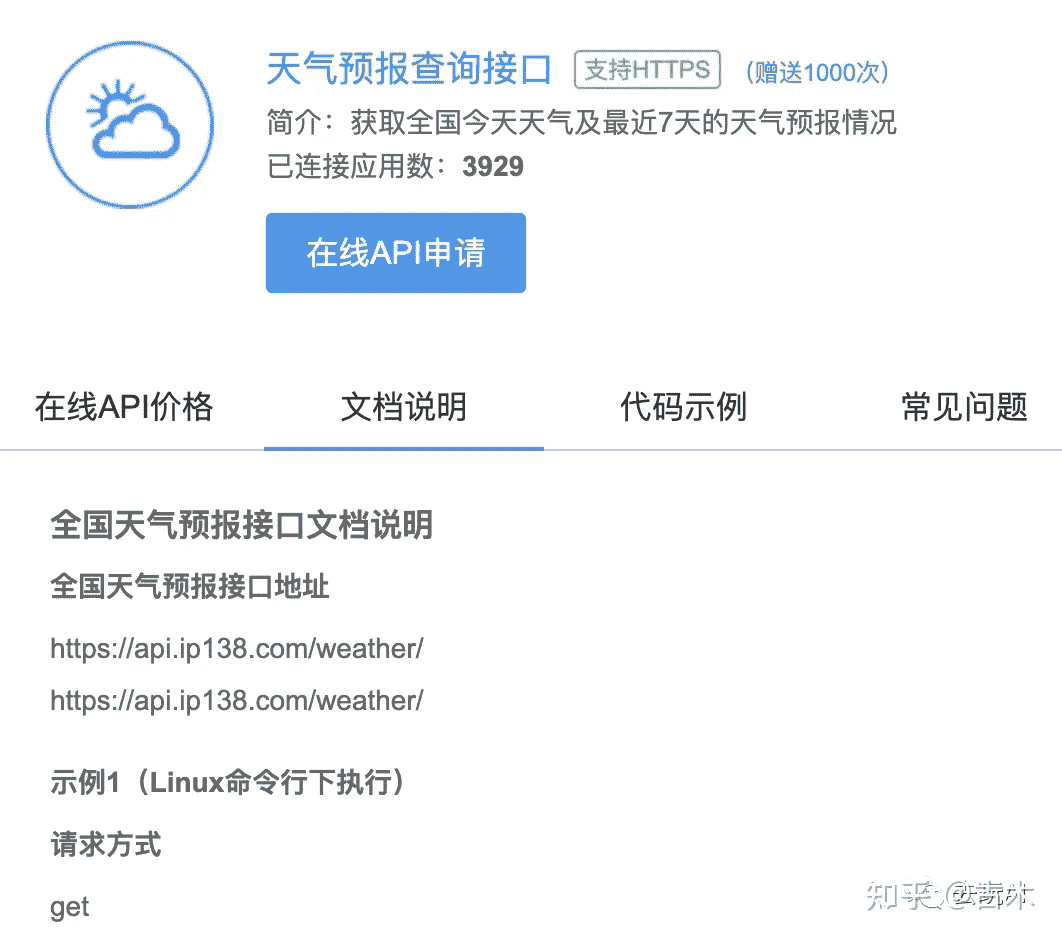 天气预报查询接口 支持HTTPS （赠送1000次）
简介：获取全国今天天气及最近7天的天气预报情况
已连接应用数：3929
在线API申请
在线API价格 文档说明 代码示例 常见问题
全国天气预报接口文档说明
全国天气预报接口地址
https://api.ip138.com/weather/
https://api.ip138.com/weather/
示例1（Linux命令行下执行）
请求方式
get
知乎